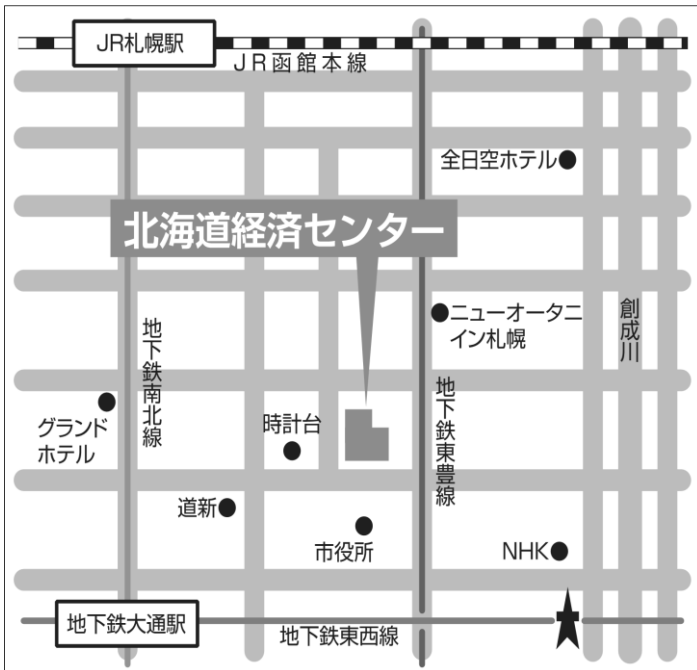 JR札幌駅
JR函館本線
全日空ホテル
北海道経済センター
ニューオータニ
イン札幌
創成川
地下鉄南北線
地下鉄東豊線
グランド
ホテル
時計台
道新
市役所
NHK
地下鉄大通駅
地下鉄東西線